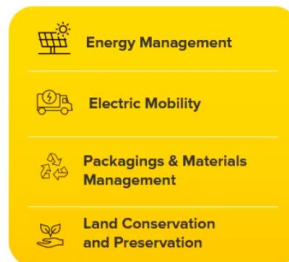 Energy Management
Electric Mobility
Packagings & Materials
Management
Land Conservation
and Preservation